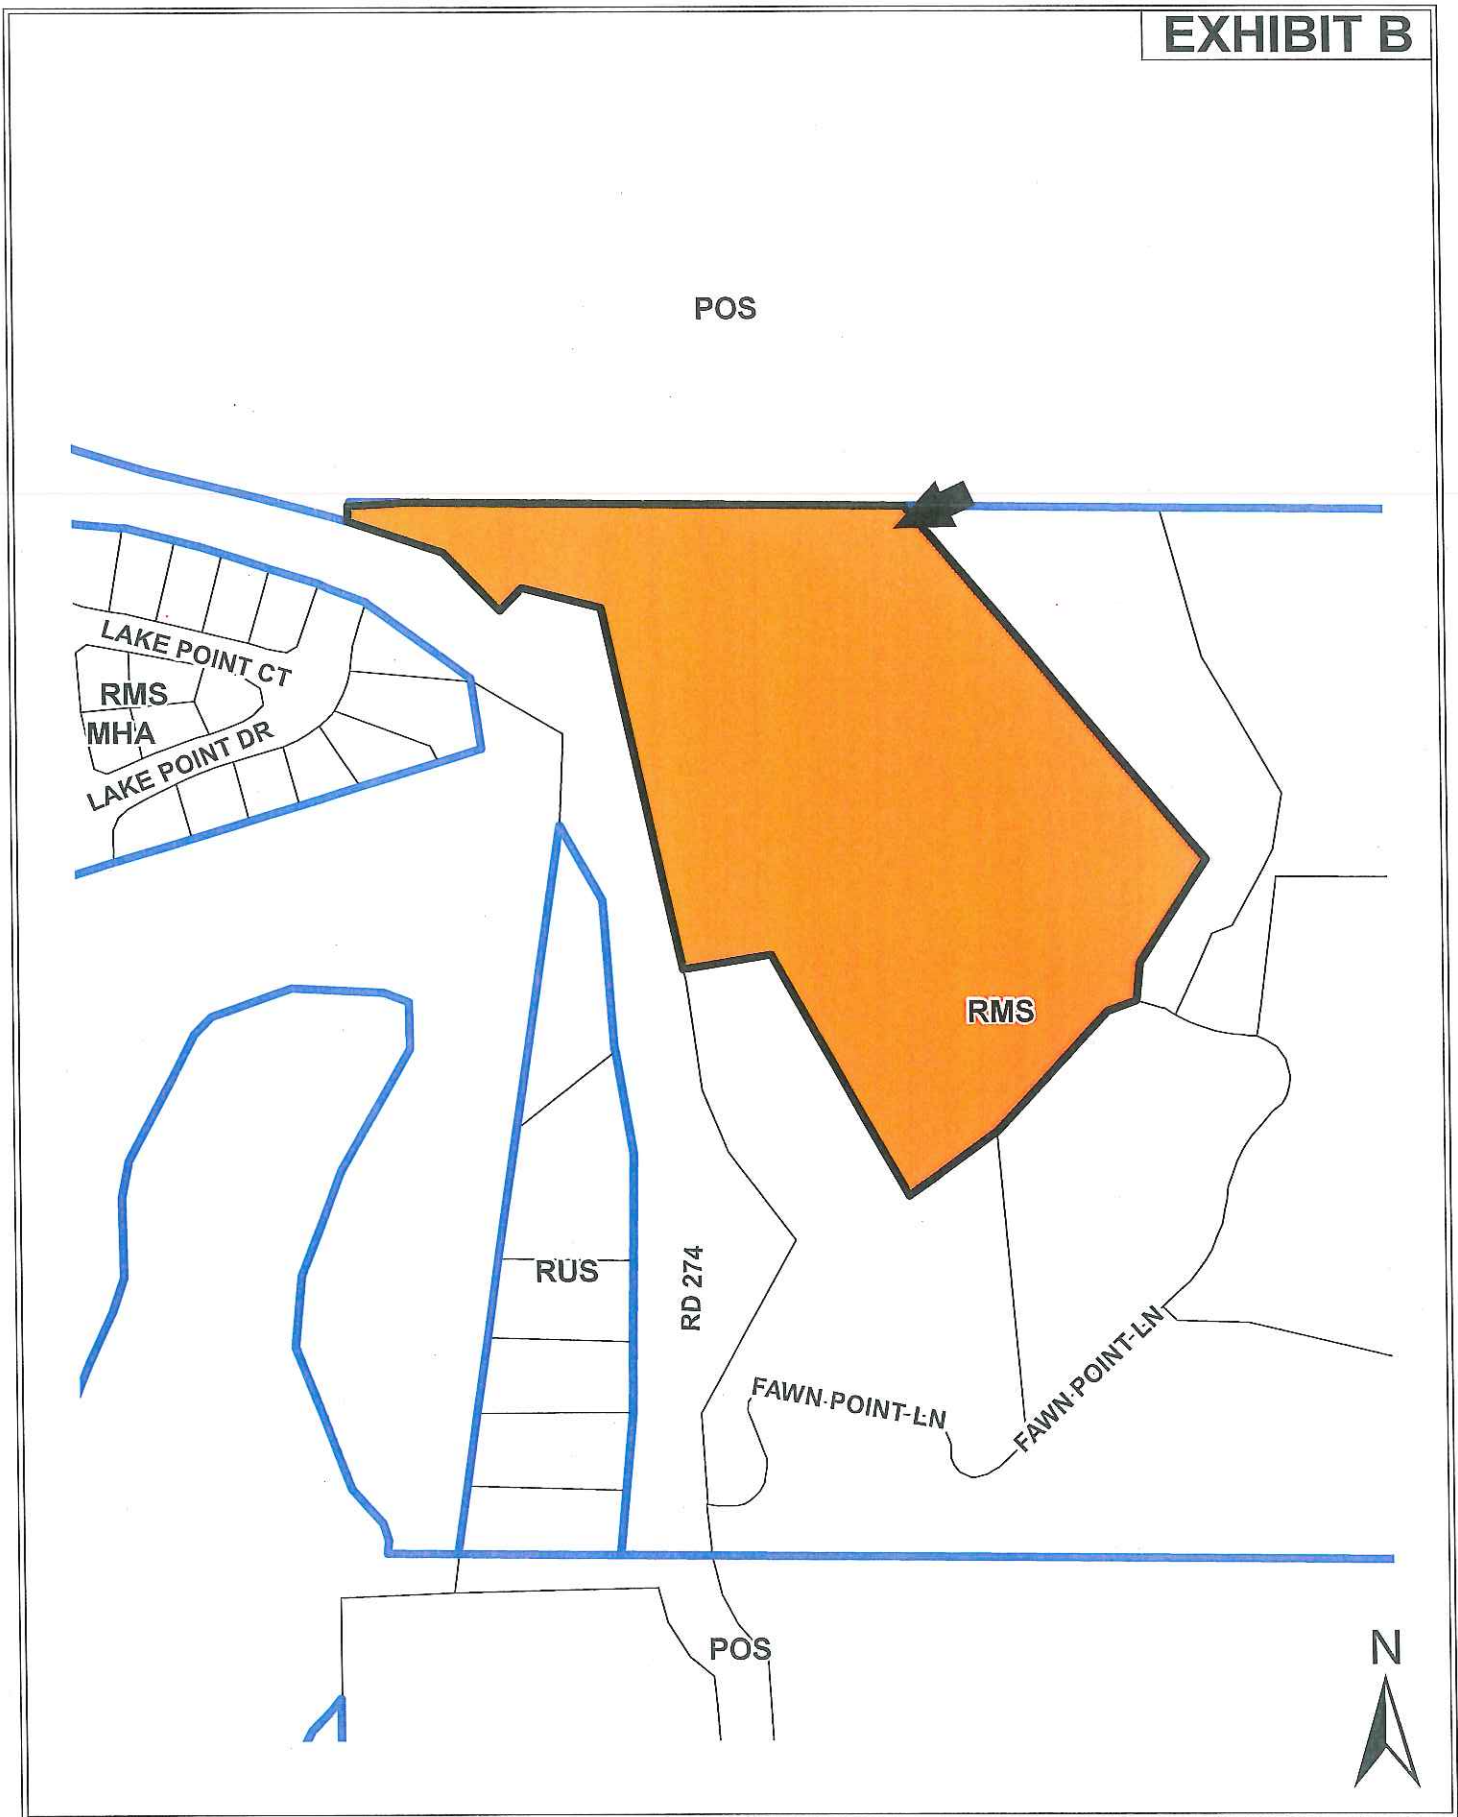 EXHIBIT B
POS
LAKE POINT CT
RMS
MHA
LAKE POINT DR
RMS
RUS
RD 274
FAWN POINT LN
FAWN POINT LN
POS
N